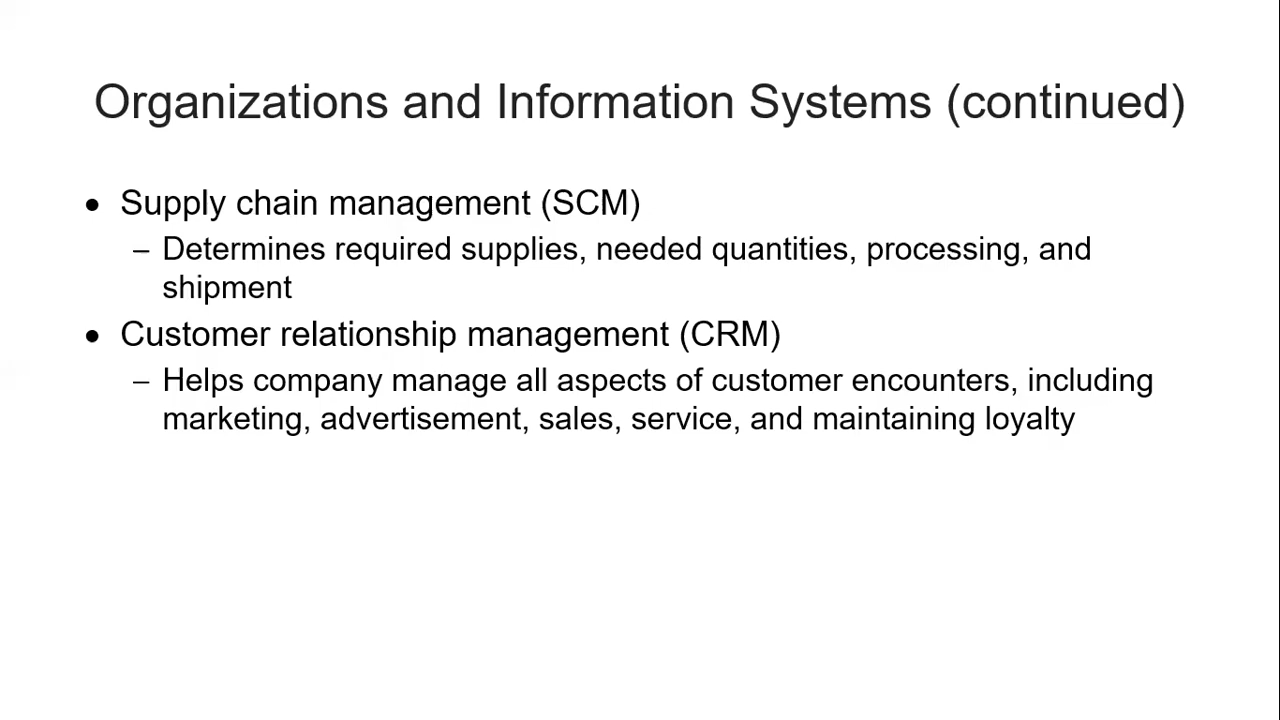 Organizations and Information Systems (continued)
• Supply chain management (SCM)
– Determines required supplies, needed quantities, processing, and
shipment
• Customer relationship management (CRM)
– Helps company manage all aspects of customer encounters, including
marketing, advertisement, sales, service, and maintaining loyalty